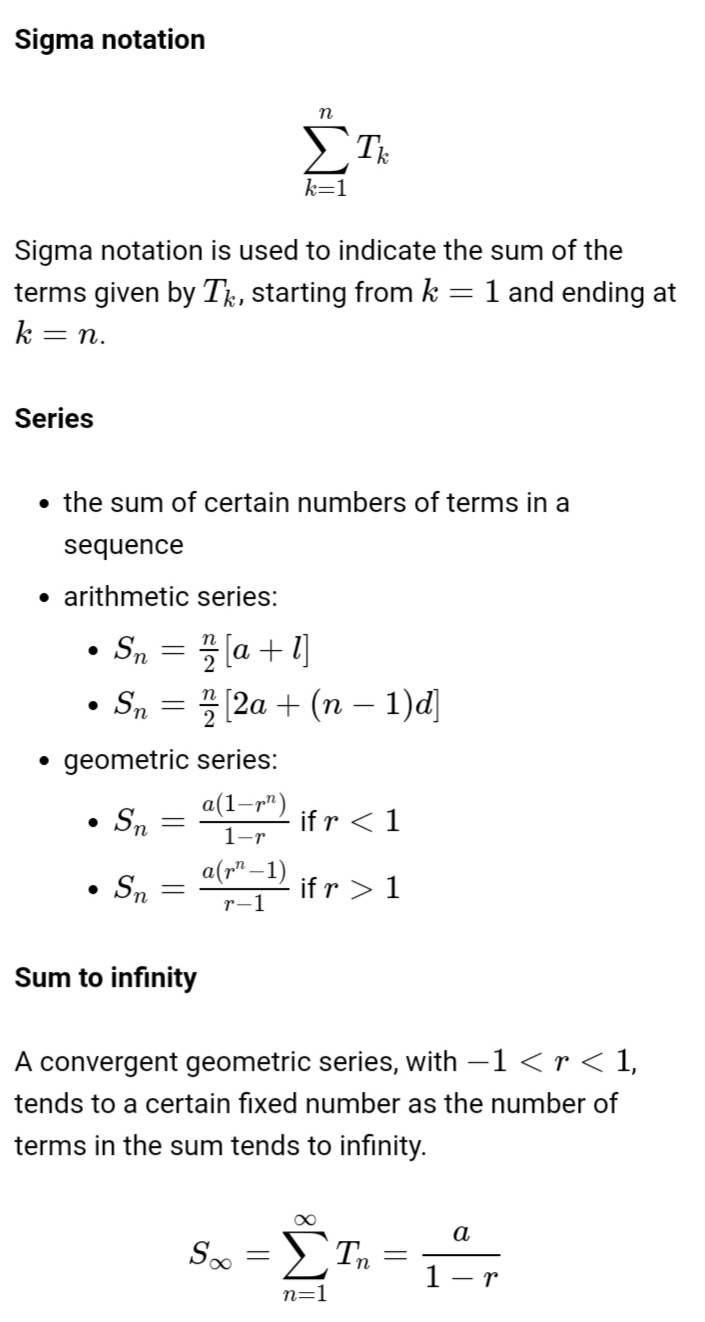 Sigma notation
$\sum_{k=1}^{n} T_k$
Sigma notation is used to indicate the sum of the
terms given by $T_k$, starting from $k = 1$ and ending at
$k = n$.
Series
• the sum of certain numbers of terms in a
sequence
• arithmetic series:
• $S_n = \frac{n}{2}[a + l]$
• $S_n = \frac{n}{2}[2a + (n - 1)d]$
• geometric series:
• $S_n = \frac{a(1-r^n)}{1-r}$ if $r < 1$
• $S_n = \frac{a(r^n-1)}{r-1}$ if $r > 1$
Sum to infinity
A convergent geometric series, with $-1 < r < 1$,
tends to a certain fixed number as the number of
terms in the sum tends to infinity.
$S_\infty = \sum_{n=1}^{\infty} T_n = \frac{a}{1 - r}$